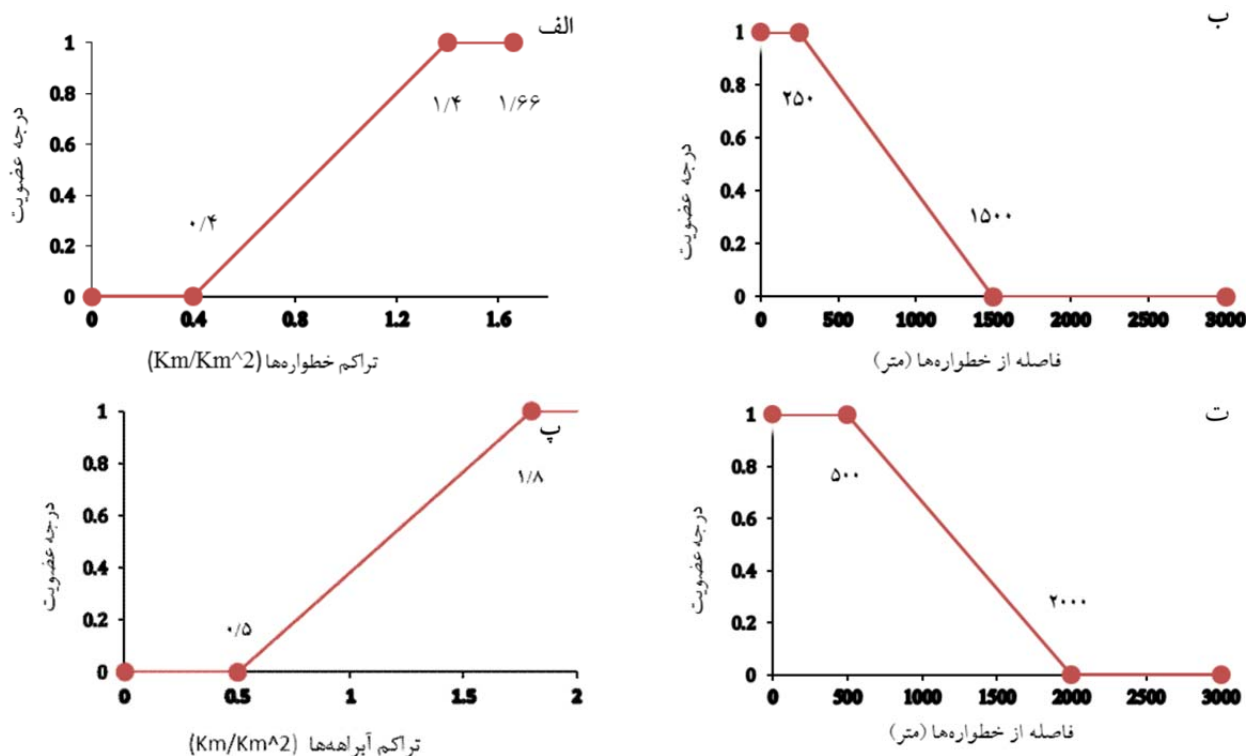 الف
درجه عضویت
1
0.8
0.6
0.4
0.2
0
۱/۴
۱/۶۶
۰/۴
0 0.4 0.8 1.2 1.6
تراکم خطواره‌ها (Km/Km^2)
ب
درجه عضویت
1
0.8
0.6
0.4
0.2
0
۲۵۰
۱۵۰۰
0 500 1000 1500 2000 2500 3000
فاصله از خطواره‌ها (متر)
پ
درجه عضویت
1
0.8
0.6
0.4
0.2
0
۱/۸
۰/۵
0 0.5 1 1.5 2
تراکم آبراهه‌ها (Km/Km^2)
ت
درجه عضویت
1
0.8
0.6
0.4
0.2
0
۵۰۰
۲۰۰۰
0 500 1000 1500 2000 2500 3000
فاصله از خطواره‌ها (متر)